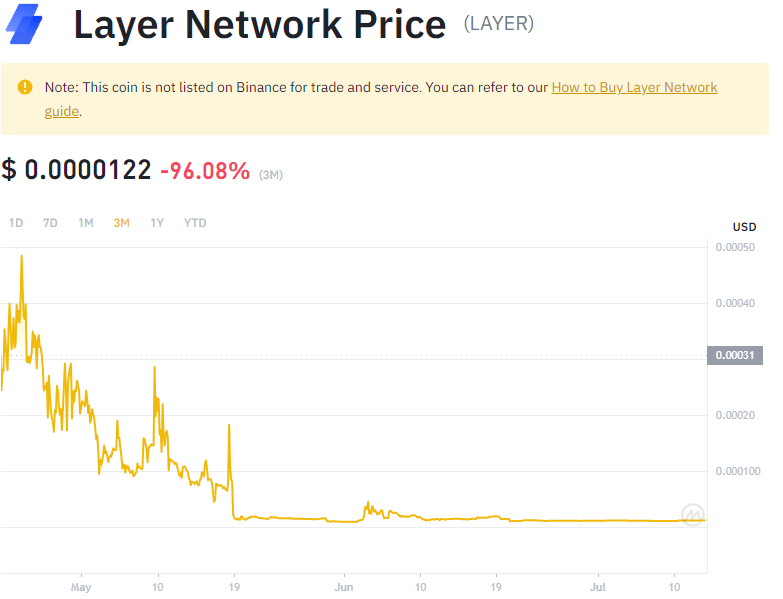 Layer Network Price (LAYER)
Note: This coin is not listed on Binance for trade and service. You can refer to our How to Buy Layer Network
guide.
$ 0.0000122 -96.08% (3M)
1D 7D 1M 3M 1Y YTD
USD
0.00050
0.00040
0.00031
0.00020
0.000100
May 10 19 Jun 10 19 Jul 10